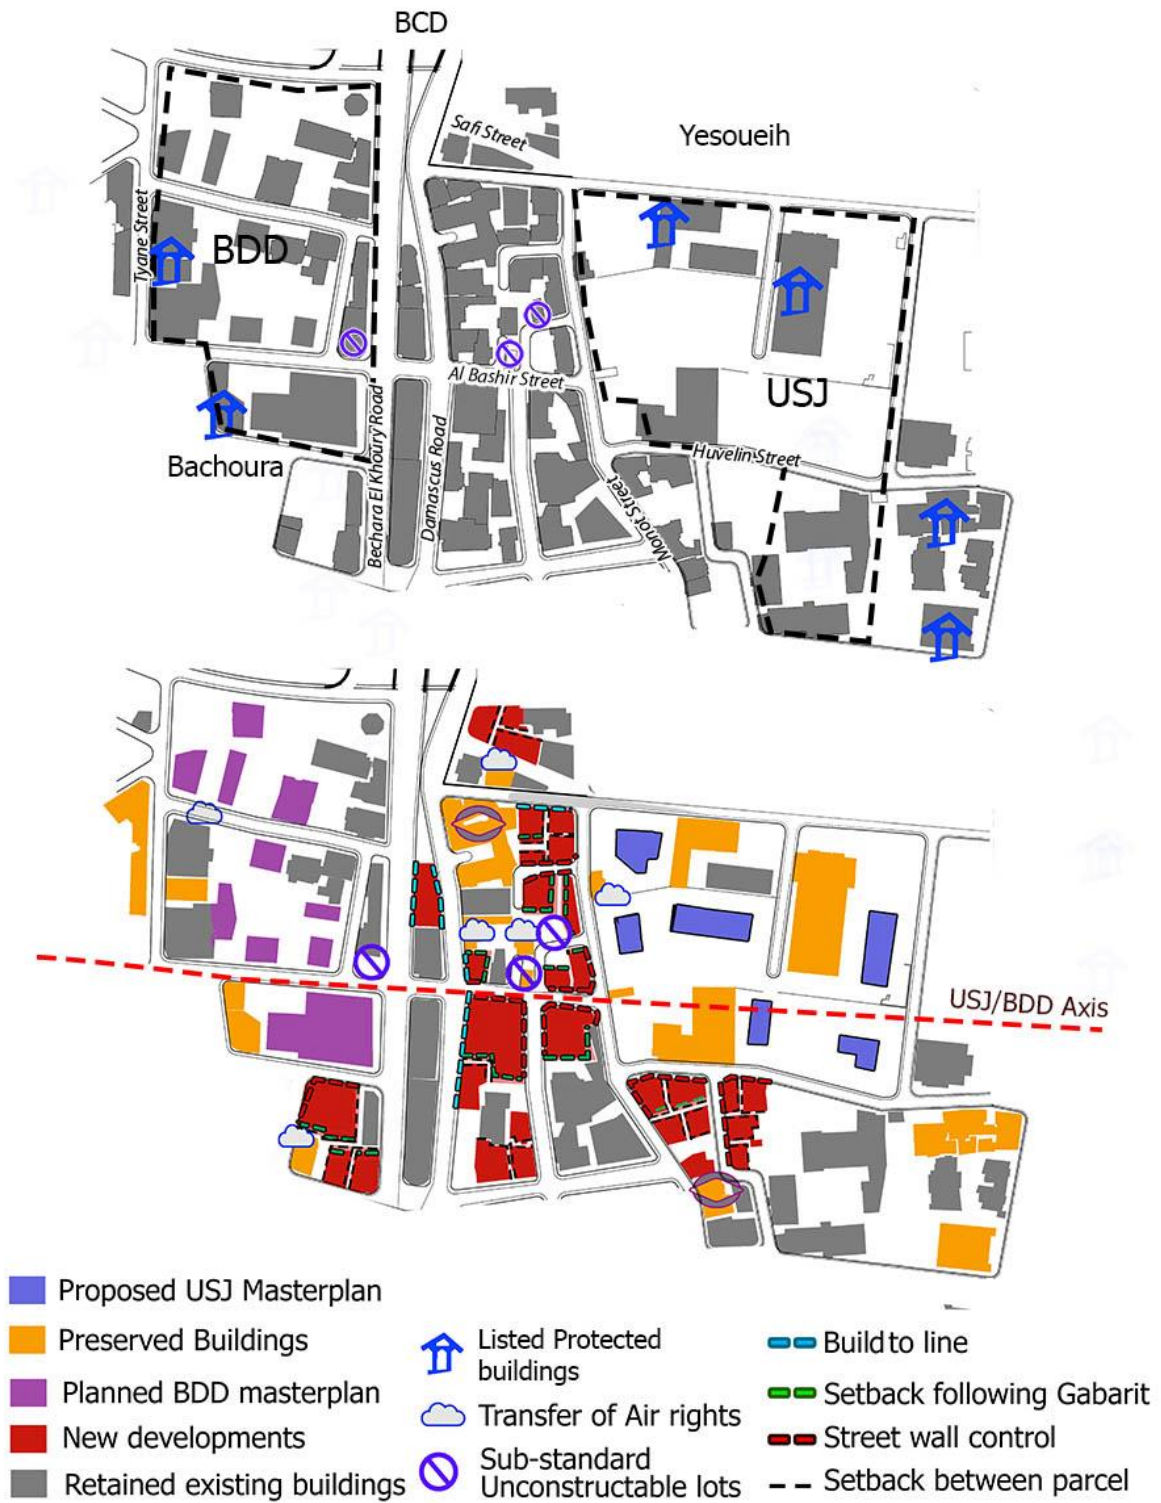 BCD
Safi Street
Yesoueih
Tyane Street
BDD
Al Bashir Street
USJ
Bechara El Khoury Road
Damascus Road
Huvelin Street
Bachoura
Monot Street
USJ/BDD Axis
Proposed USJ Masterplan
Preserved Buildings
Planned BDD masterplan
New developments
Retained existing buildings
Listed Protected
buildings
Transfer of Air rights
Sub-standard
Unconstructable lots
Build to line
Setback following Gabarit
Street wall control
Setback between parcel